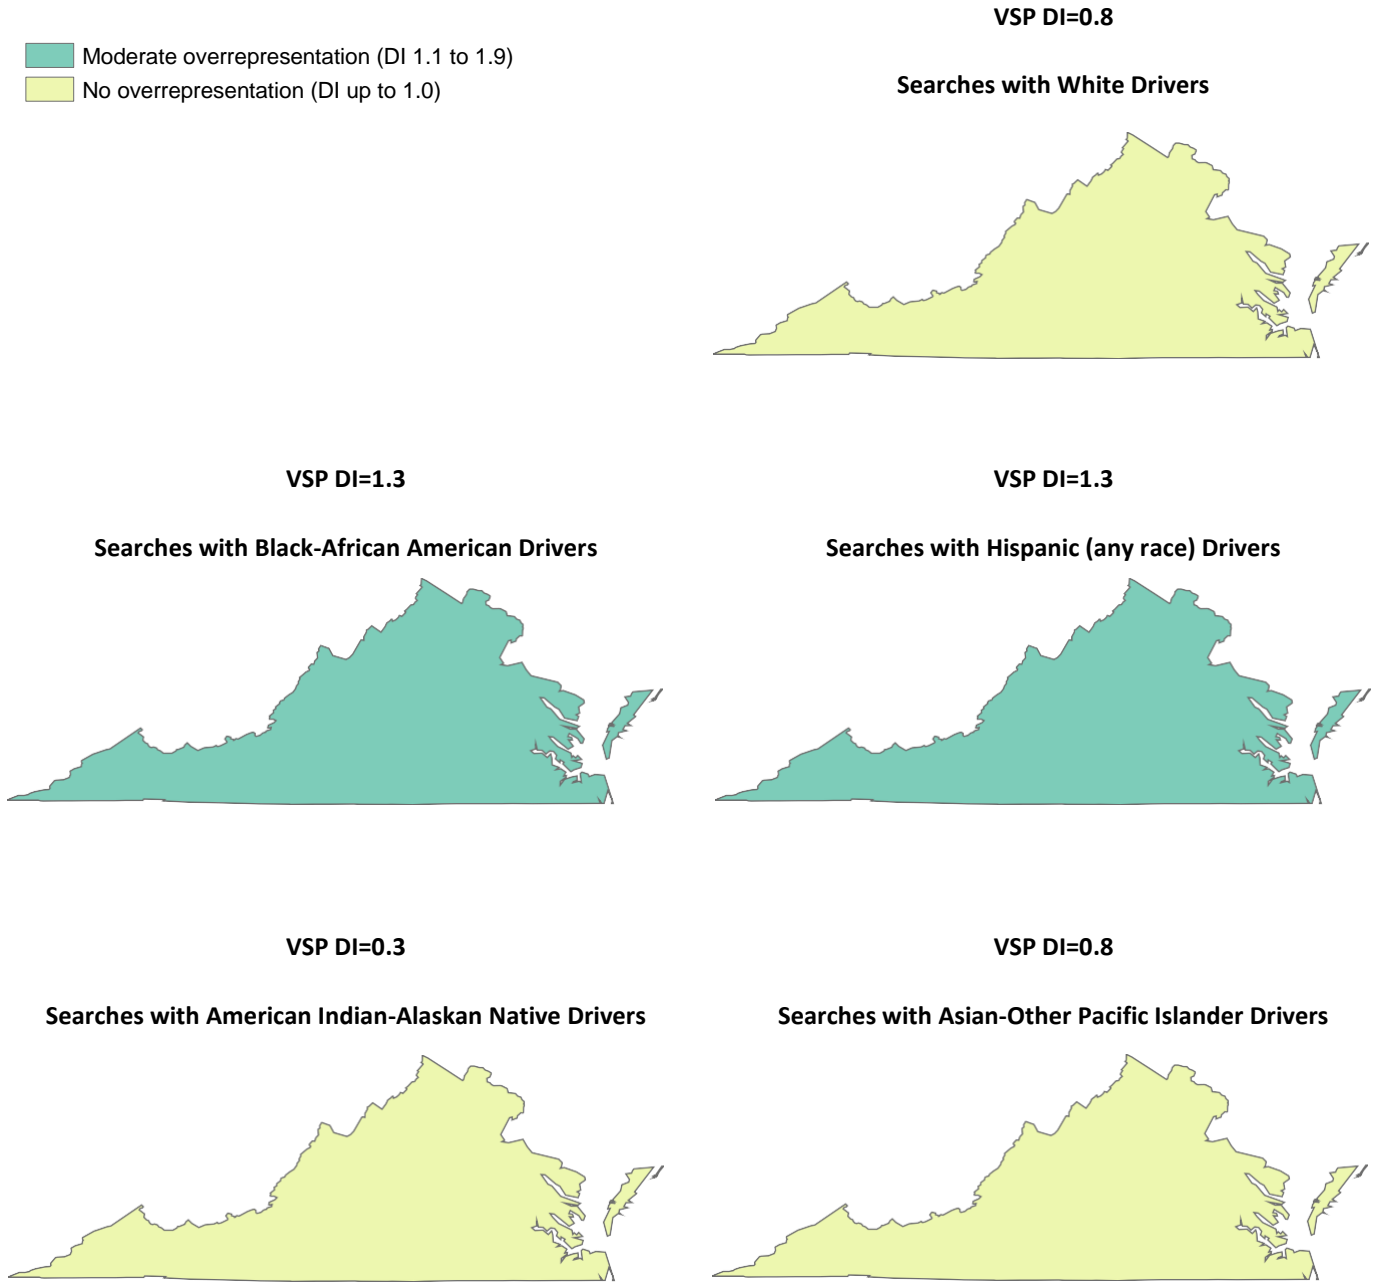 Moderate overrepresentation (DI 1.1 to 1.9)
No overrepresentation (DI up to 1.0)
VSP DI=0.8
Searches with White Drivers
VSP DI=1.3
Searches with Black-African American Drivers
VSP DI=1.3
Searches with Hispanic (any race) Drivers
VSP DI=0.3
Searches with American Indian-Alaskan Native Drivers
VSP DI=0.8
Searches with Asian-Other Pacific Islander Drivers